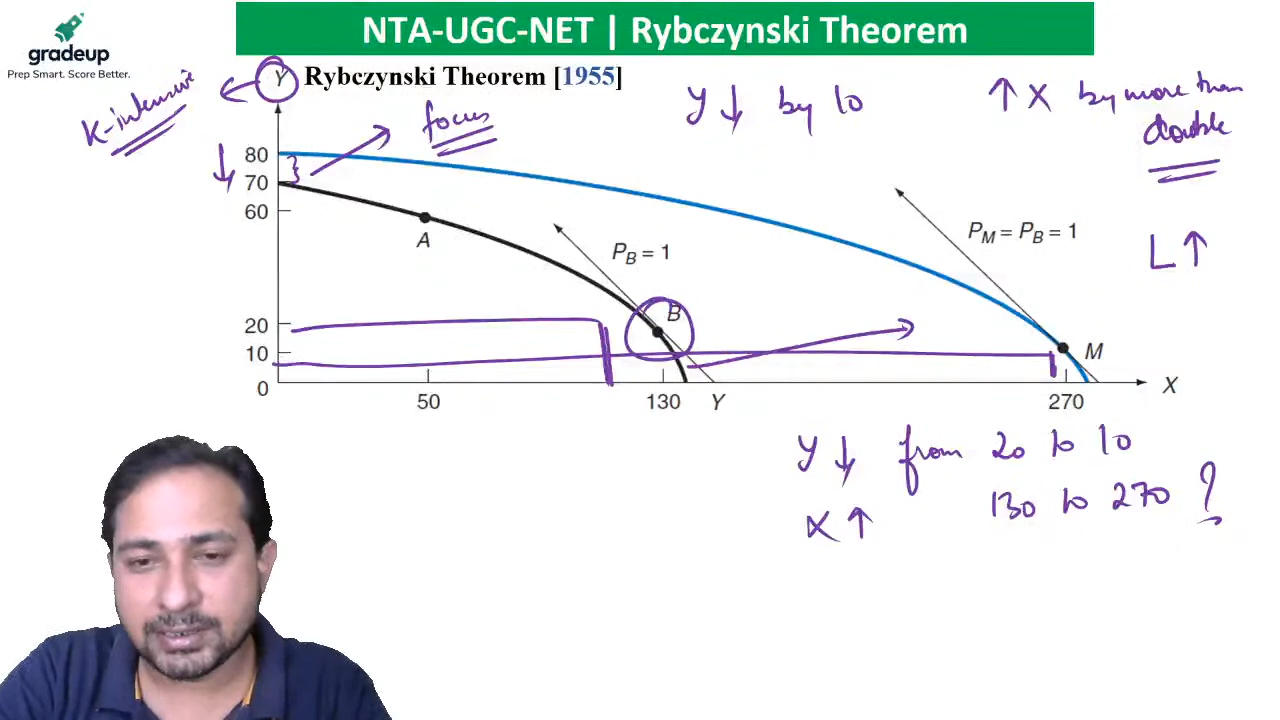 NTA-UGC-NET | Rybczynski Theorem
gradeup
Prep Smart. Score Better.
Y
Rybczynski Theorem [1955]
K-intensive
focus
Y ↓ by 10
↑ X by more than
double
L ↑
80
70
60
20
10
0
A
P_B = 1
B
P_M = P_B = 1
M
50
130
Y
270
X
Y ↓ from 20 to 10
X ↑ 130 to 270 ?